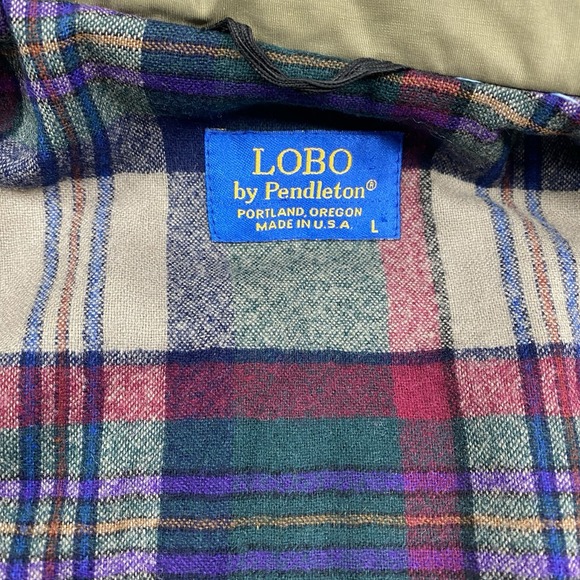 LOBO
by Pendleton®
PORTLAND, OREGON
MADE IN U.S.A. L